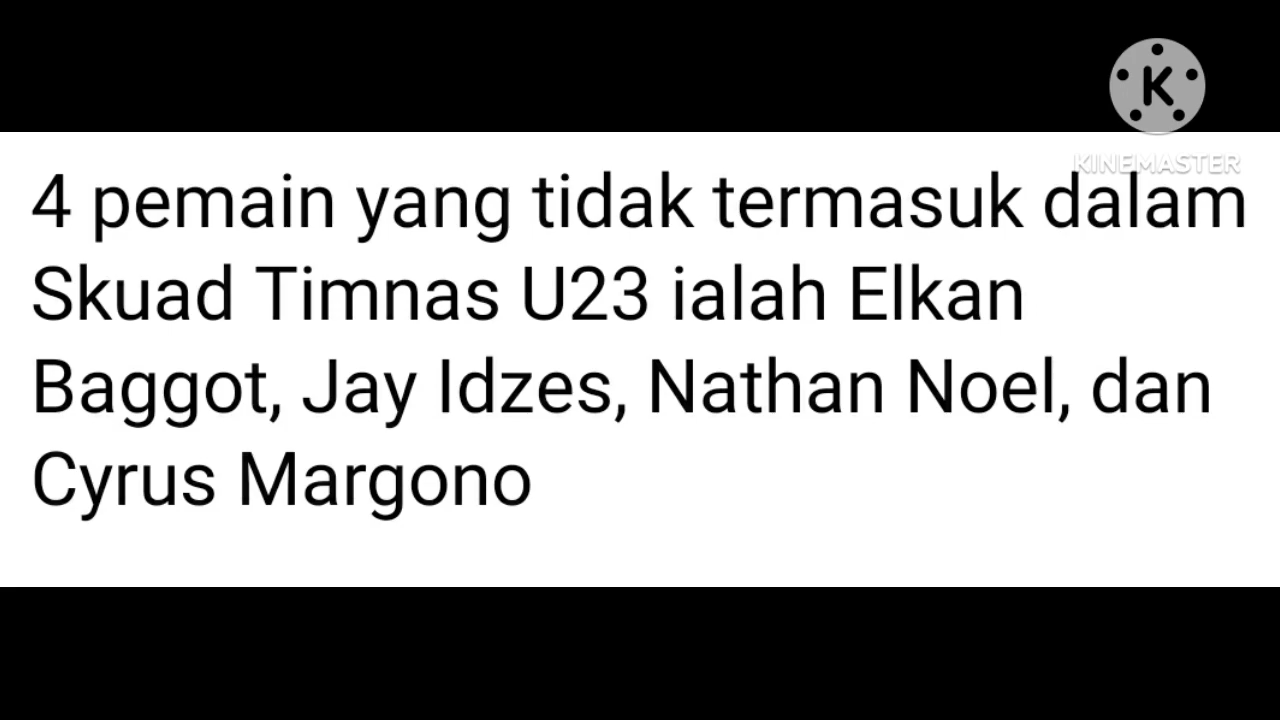 K
KINEMASTER
4 pemain yang tidak termasuk dalam
Skuad Timnas U23 ialah Elkan
Baggot, Jay Idzes, Nathan Noel, dan
Cyrus Margono